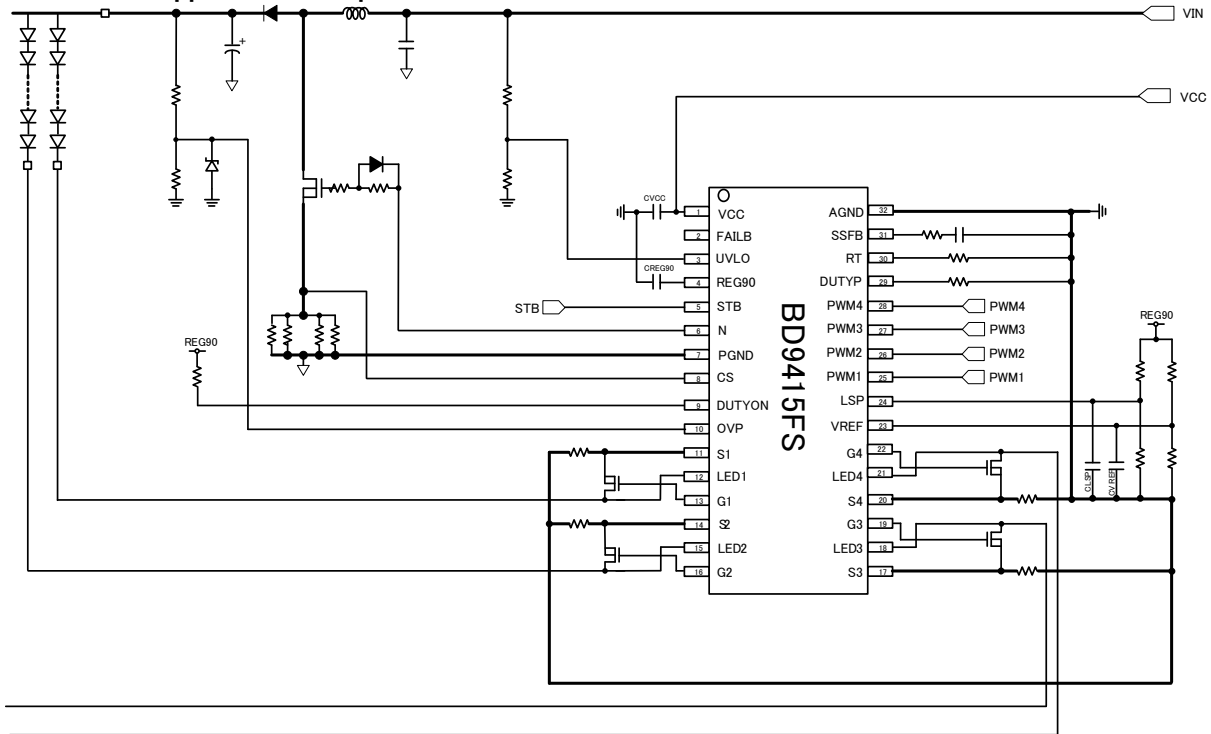 VIN
VCC
CVCC
CREG90
STB
REG90
1 VCC
2 FAILB
3 UVLO
4 REG90
5 STB
6 N
7 PGND
8 CS
9 DUTYON
10 OVP
11 S1
12 LED1
13 G1
14 S2
15 LED2
16 G2
BD9415FS
AGND 32
SSFB 31
RT 30
DUTYP 29
PWM4 28 PWM4
PWM3 27 PWM3
PWM2 26 PWM2
PWM1 25 PWM1
LSP 24
VREF 23
G4 22
LED4 21
S4 20
G3 19
LED3 18
S3 17
REG90
CLSP
CVREF
+